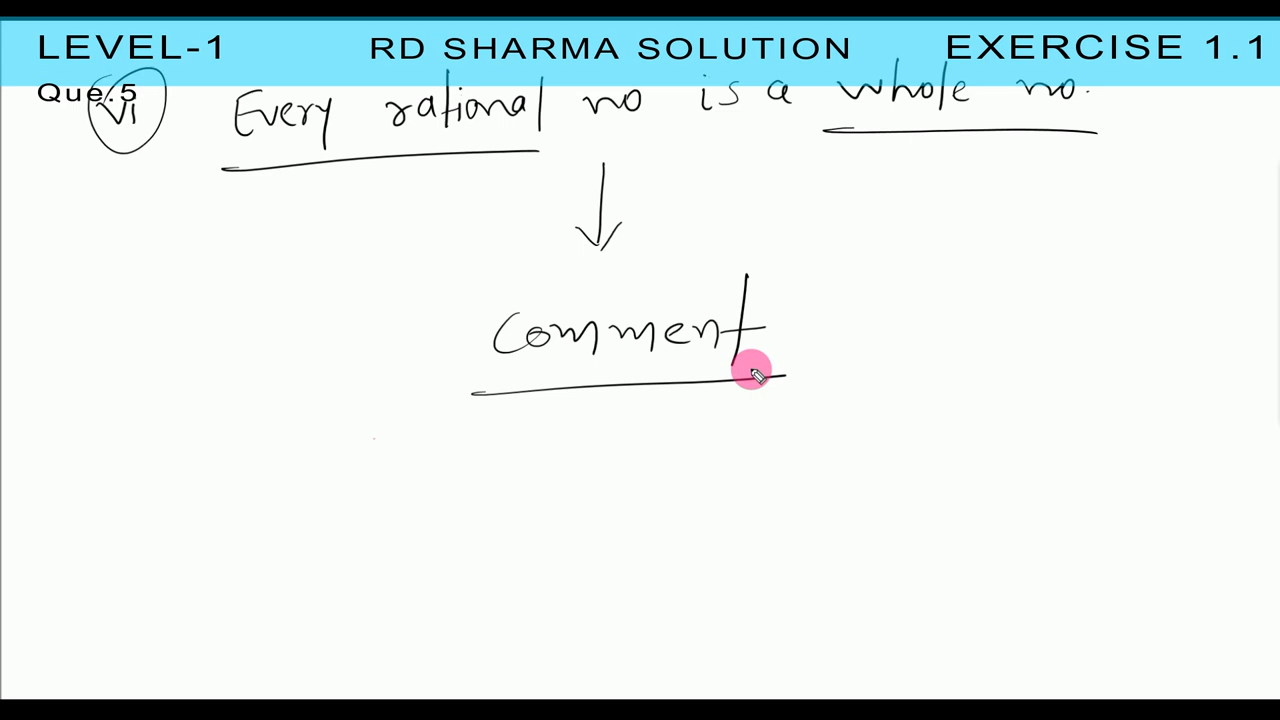 LEVEL-1 RD SHARMA SOLUTION EXERCISE 1.1
Que.5
vi Every rational no is a whole no.
comment